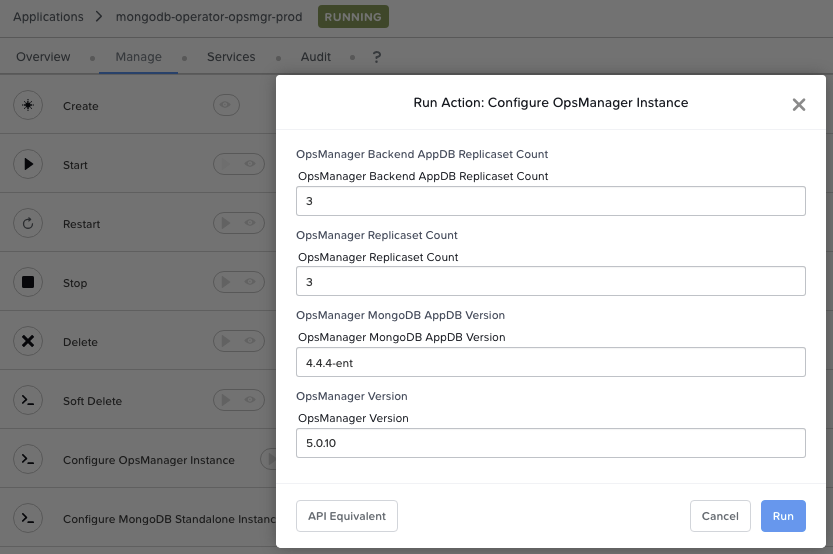 Applications > mongodb-operator-opsmgr-prod RUNNING
Overview Manage Services Audit ?
Create
Start
Restart
Stop
Delete
Soft Delete
Configure OpsManager Instance
Configure MongoDB Standalone Instanc
Run Action: Configure OpsManager Instance
OpsManager Backend AppDB Replicaset Count
OpsManager Backend AppDB Replicaset Count
3
OpsManager Replicaset Count
OpsManager Replicaset Count
3
OpsManager MongoDB AppDB Version
OpsManager MongoDB AppDB Version
4.4.4-ent
OpsManager Version
OpsManager Version
5.0.10
API Equivalent Cancel Run